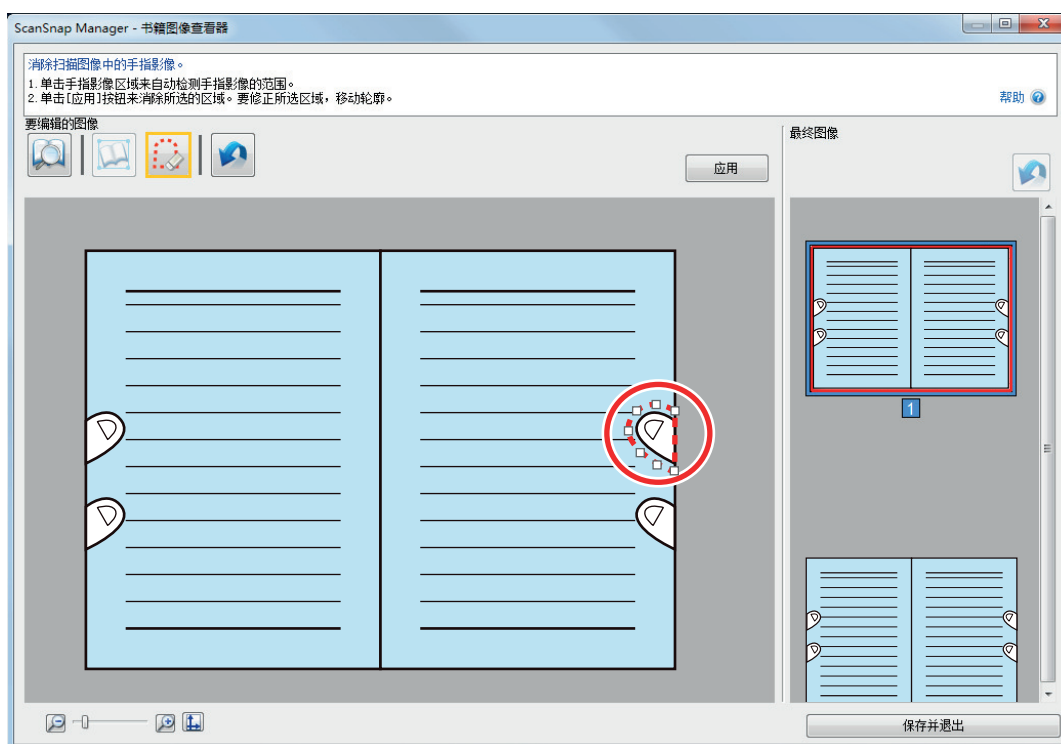 ScanSnap Manager - 书籍图像查看器
消除扫描图像中的手指影像。
1. 单击手指影像区域来自动检测手指影像的范围。
2. 单击[应用]按钮来消除所选的区域。要修正所选区域，移动轮廓。
帮助
要编辑的图像
应用
最终图像
1
保存并退出